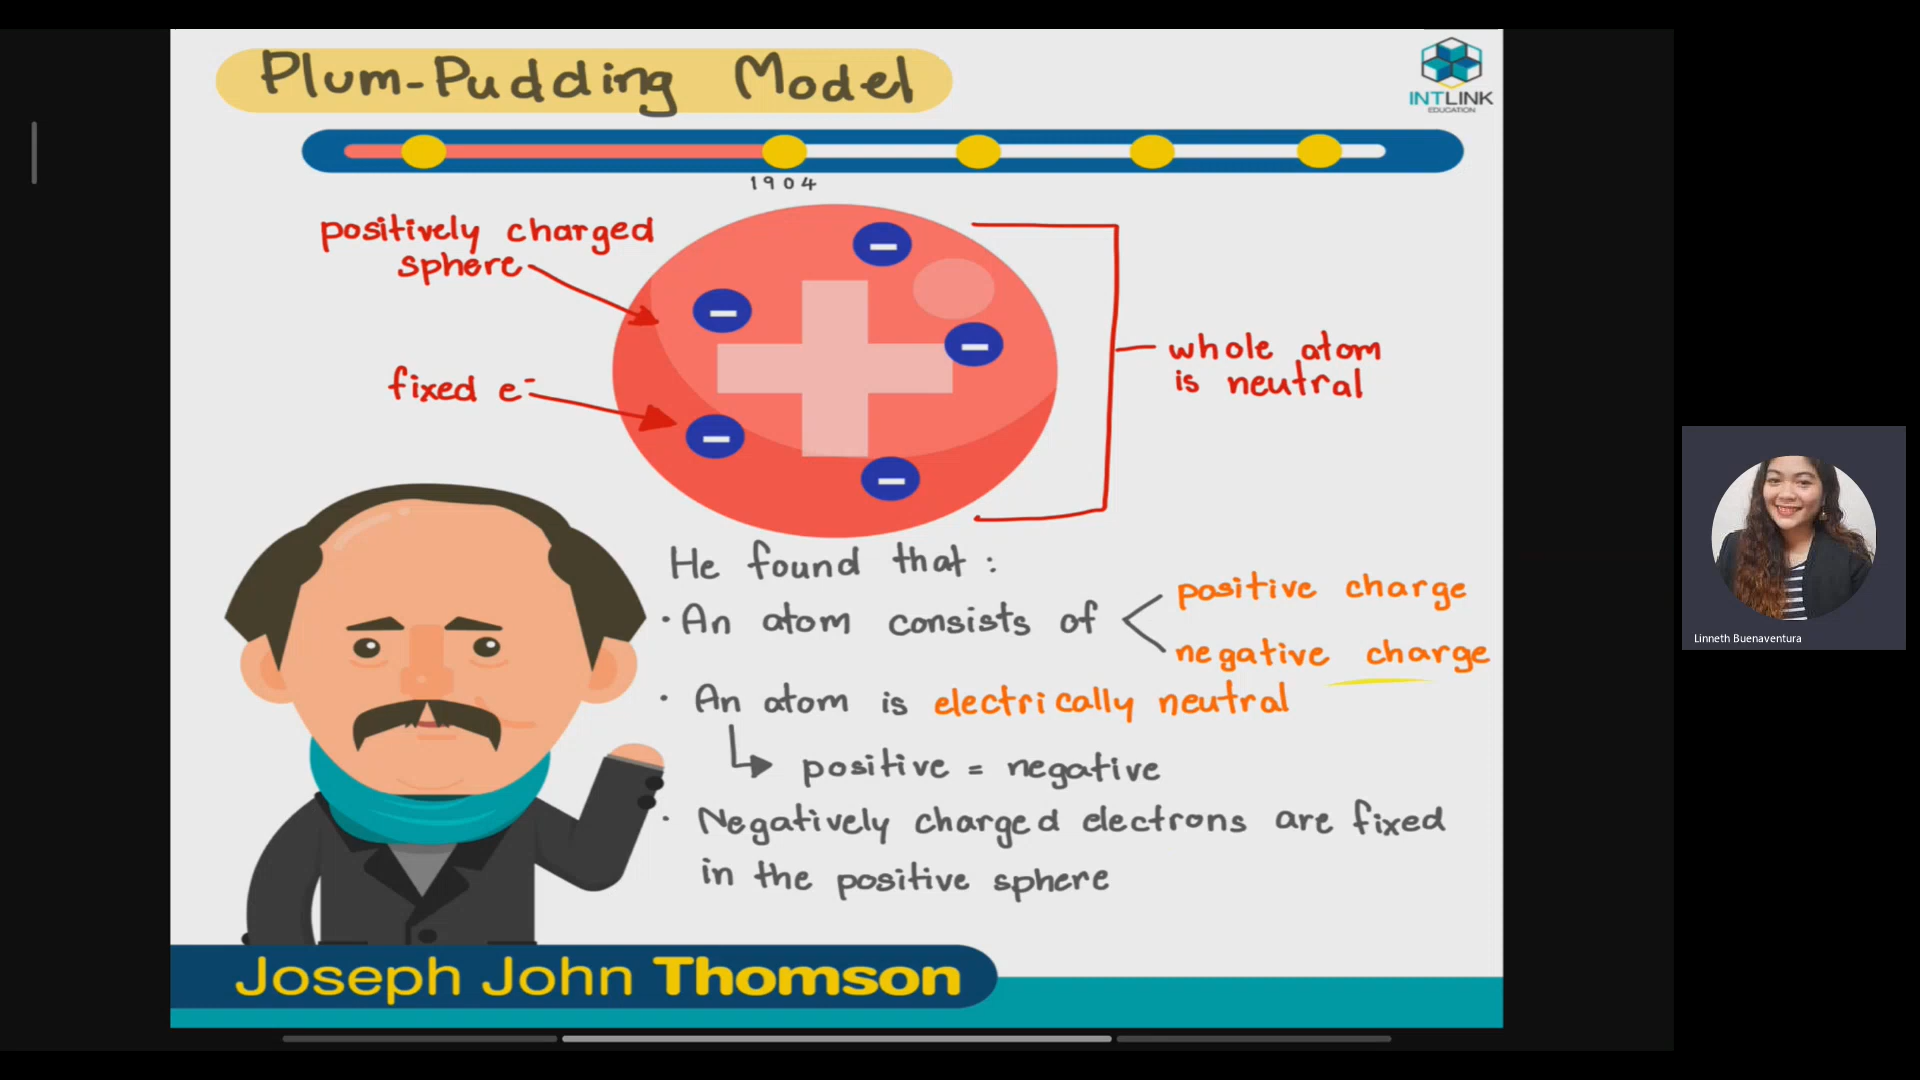 Plum-Pudding Model
INTLINK
EDUCATION
1904
positively charged
sphere
fixed e⁻
whole atom
is neutral
He found that :
· An atom consists of
positive charge
negative charge
· An atom is electrically neutral
positive = negative
· Negatively charged electrons are fixed
in the positive sphere
Joseph John Thomson
Linneth Buenaventura